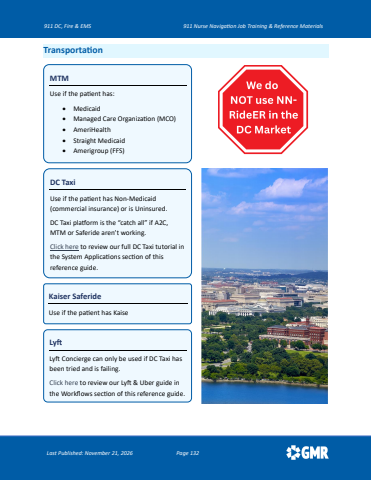 911 DC, Fire & EMS
911 Nurse Navigation Job Training & Reference Materials
Transportation
MTM
Use if the patient has:
• Medicaid
• Managed Care Organization (MCO)
• AmeriHealth
• Straight Medicaid
• Amerigroup (FFS)
We do
NOT use NN-
RideER in the
DC Market
DC Taxi
Use if the patient has Non-Medicaid
(commercial insurance) or is Uninsured.
DC Taxi platform is the “catch all” if A2C,
MTM or Saferide aren’t working.
Click here to review our full DC Taxi tutorial in
the System Applications section of this
reference guide.
Kaiser Saferide
Use if the patient has Kaise
Lyft
Lyft Concierge can only be used if DC Taxi has
been tried and is failing.
Click here to review our Lyft & Uber guide in
the Workflows section of this reference guide.
Last Published: November 21, 2026
Page 132
GMR